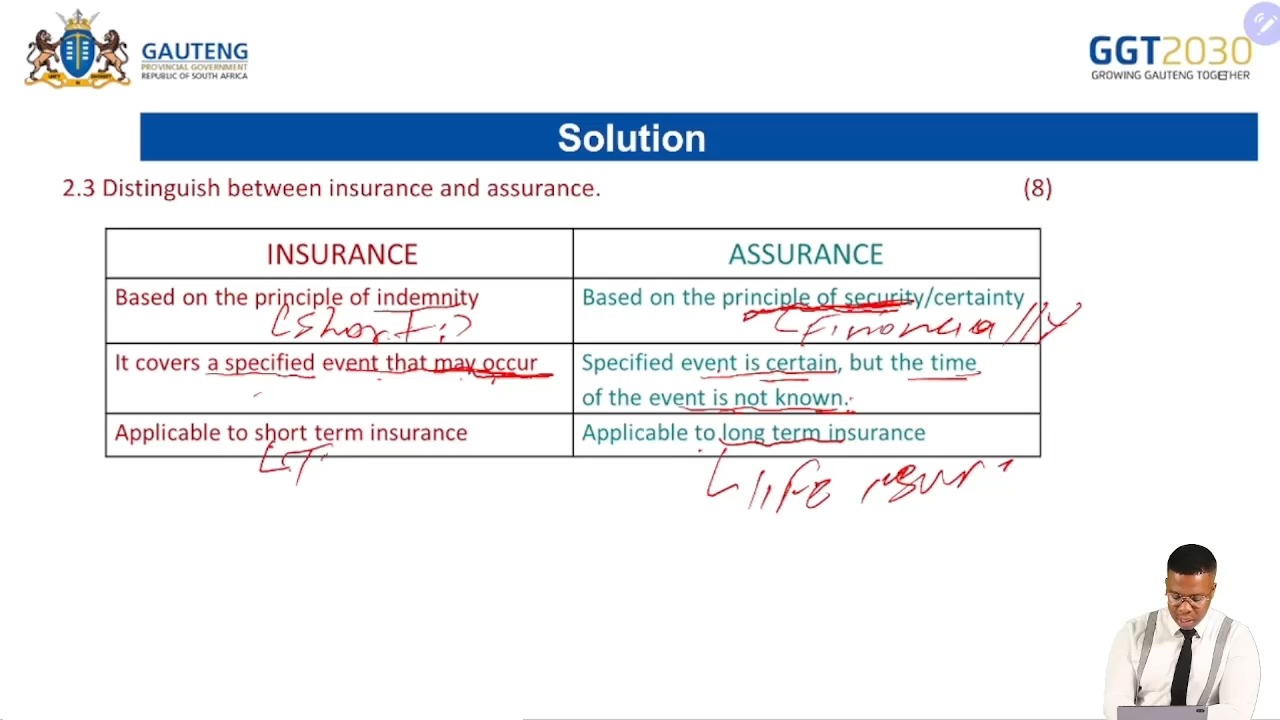 GAUTENG
PROVINCIAL GOVERNMENT
REPUBLIC OF SOUTH AFRICA
GGT2030
GROWING GAUTENG TOGETHER
Solution
2.3 Distinguish between insurance and assurance. (8)
INSURANCE ASSURANCE
Based on the principle of indemnity Based on the principle of security/certainty
Financially
It covers a specified event that may occur Specified event is certain, but the time
of the event is not known.
Applicable to short term insurance Applicable to long term insurance
life